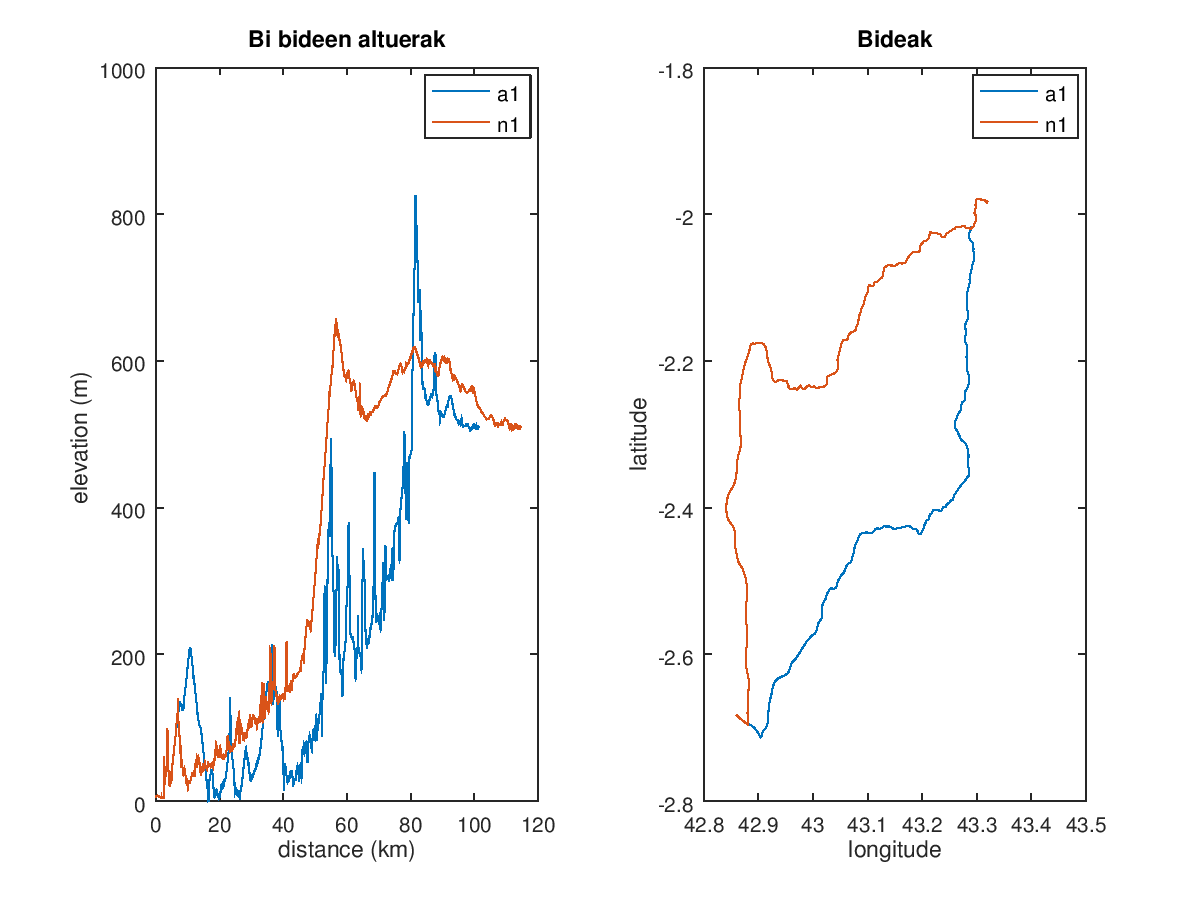 Bi bideen altuerak
1000
800
600
400
200
0
elevation (m)
0 20 40 60 80 100 120
distance (km)
a1
n1
Bideak
-1.8
-2
-2.2
-2.4
-2.6
-2.8
latitude
42.8 42.9 43 43.1 43.2 43.3 43.4 43.5
longitude
a1
n1